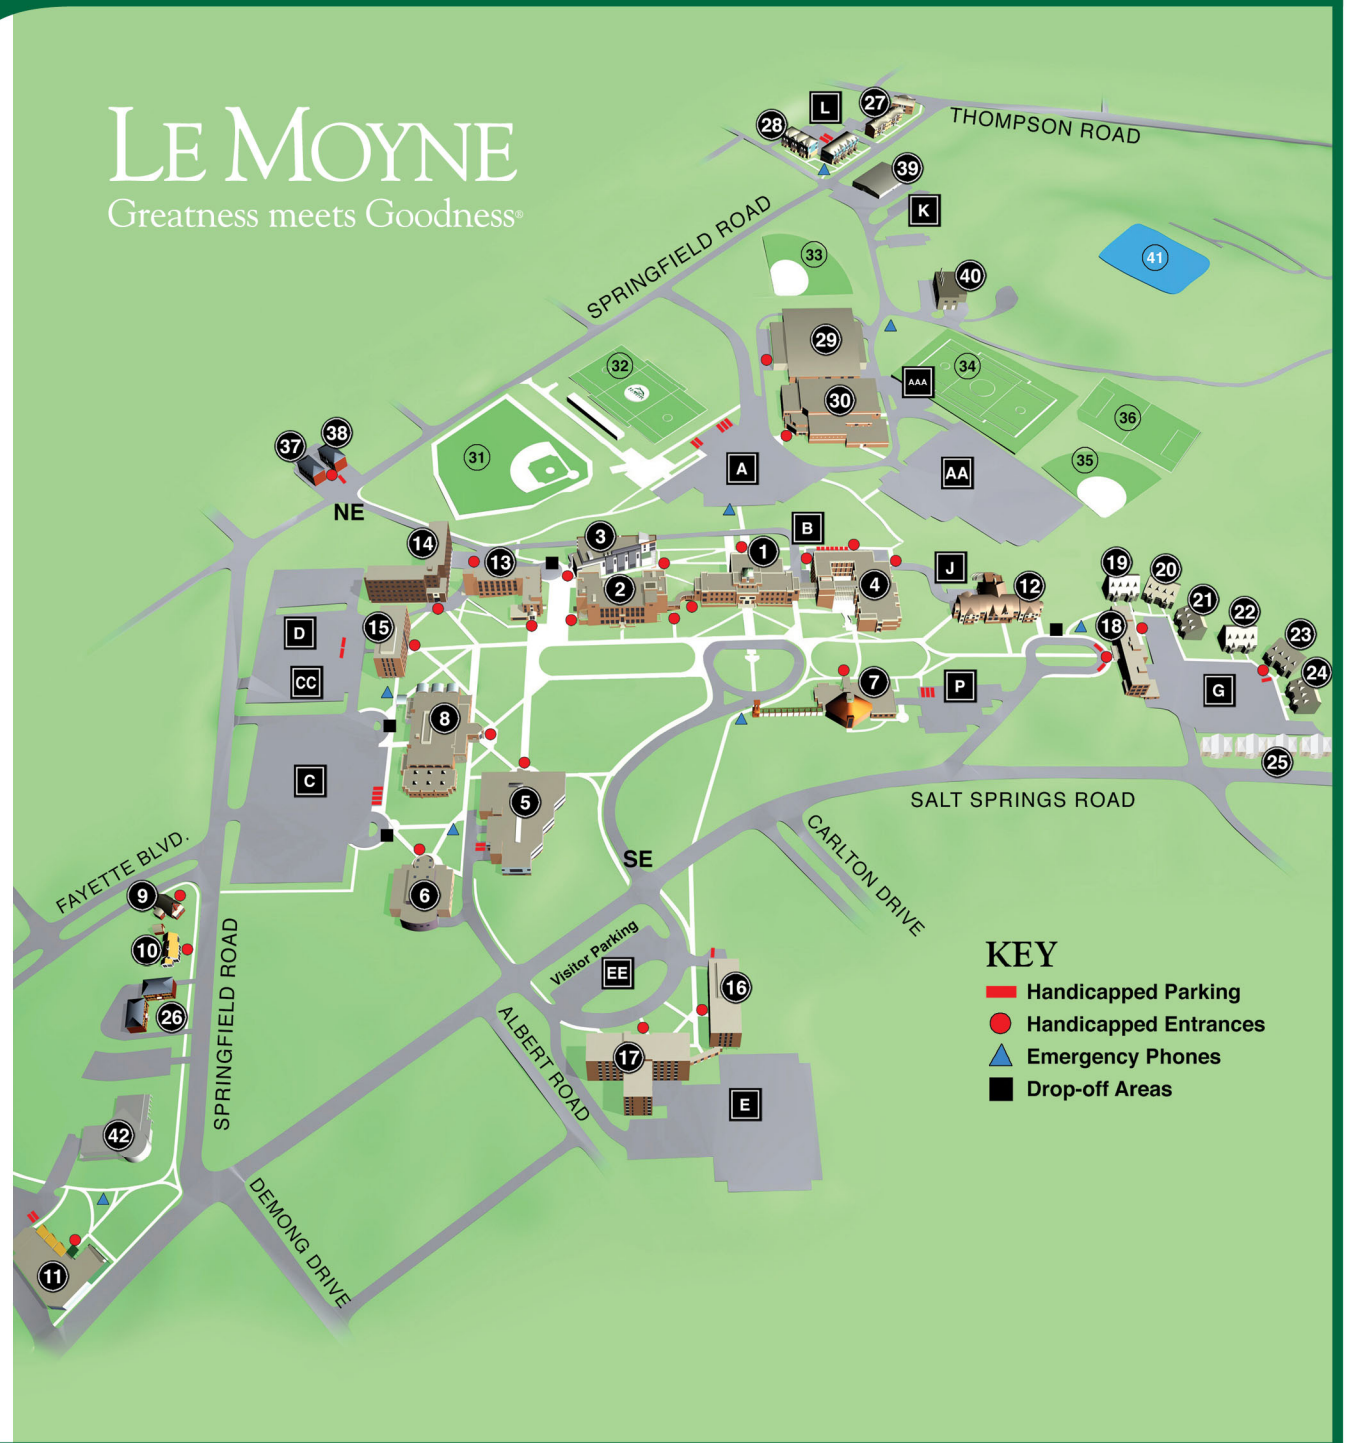 LE MOYNE
Greatness meets Goodness®
L
27
28
THOMPSON ROAD
39
K
SPRINGFIELD ROAD
33
41
40
29
32
34
AAA
30
36
38
37
31
35
A
AA
NE
B
14
3
1
13
J
19
20
2
4
12
21
22
15
18
23
D
24
CC
7
P
G
8
25
C
5
SALT SPRINGS ROAD
CARLTON DRIVE
FAYETTE BLVD.
SE
9
6
10
Visitor Parking
EE
16
26
SPRINGFIELD ROAD
ALBERT ROAD
17
E
42
DEMONG DRIVE
11
KEY
Handicapped Parking
Handicapped Entrances
Emergency Phones
Drop-off Areas